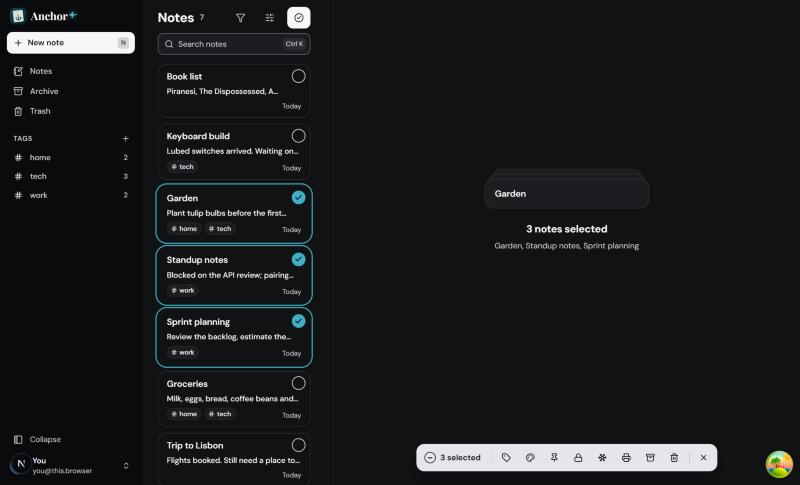 Anchor
New note N
Notes
Archive
Trash
TAGS
# home 2
# tech 3
# work 2
Collapse
N
You
you@this.browser
Notes 7
Search notes Ctrl K
Book list
Piranesi, The Dispossessed, A...
Today
Keyboard build
Lubed switches arrived. Waiting on...
# tech
Today
Garden
Plant tulip bulbs before the first...
# home # tech
Today
Standup notes
Blocked on the API review; pairing...
# work
Today
Sprint planning
Review the backlog, estimate the...
# work
Today
Groceries
Milk, eggs, bread, coffee beans and...
# home # tech
Today
Trip to Lisbon
Flights booked. Still need a place to...
Today
Garden
3 notes selected
Garden, Standup notes, Sprint planning
3 selected